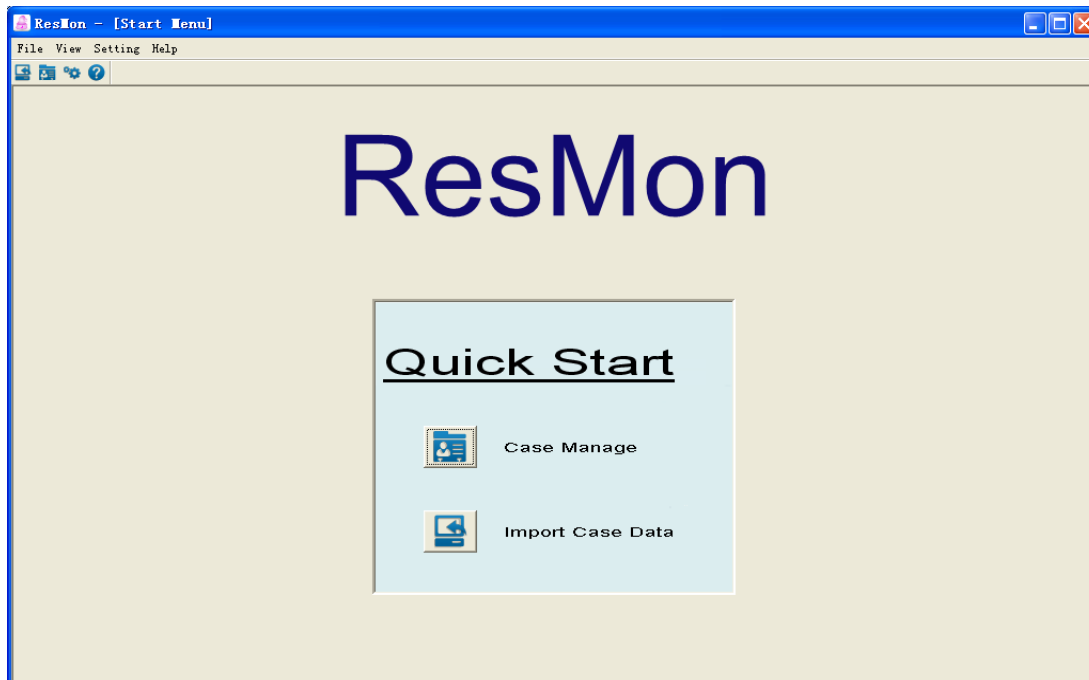 ResMon - [Start Menu]
File View Setting Help
ResMon
Quick Start
Case Manage
Import Case Data